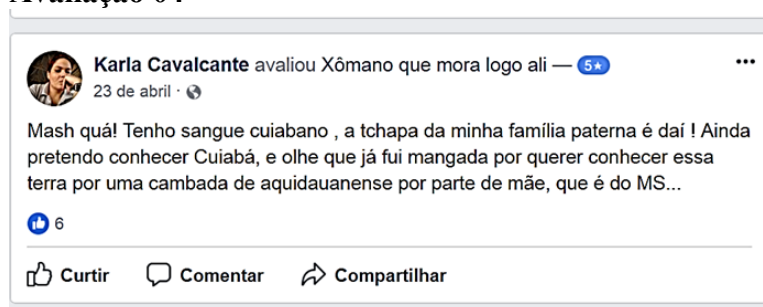 Karla Cavalcante avaliou Xômano que mora logo ali — 5★
23 de abril ·
Mash quá! Tenho sangue cuiabano , a tchapa da minha família paterna é daí ! Ainda
pretendo conhecer Cuiabá, e olhe que já fui mangada por querer conhecer essa
terra por uma cambada de aquidauanense por parte de mãe, que é do MS...
6
Curtir Comentar Compartilhar